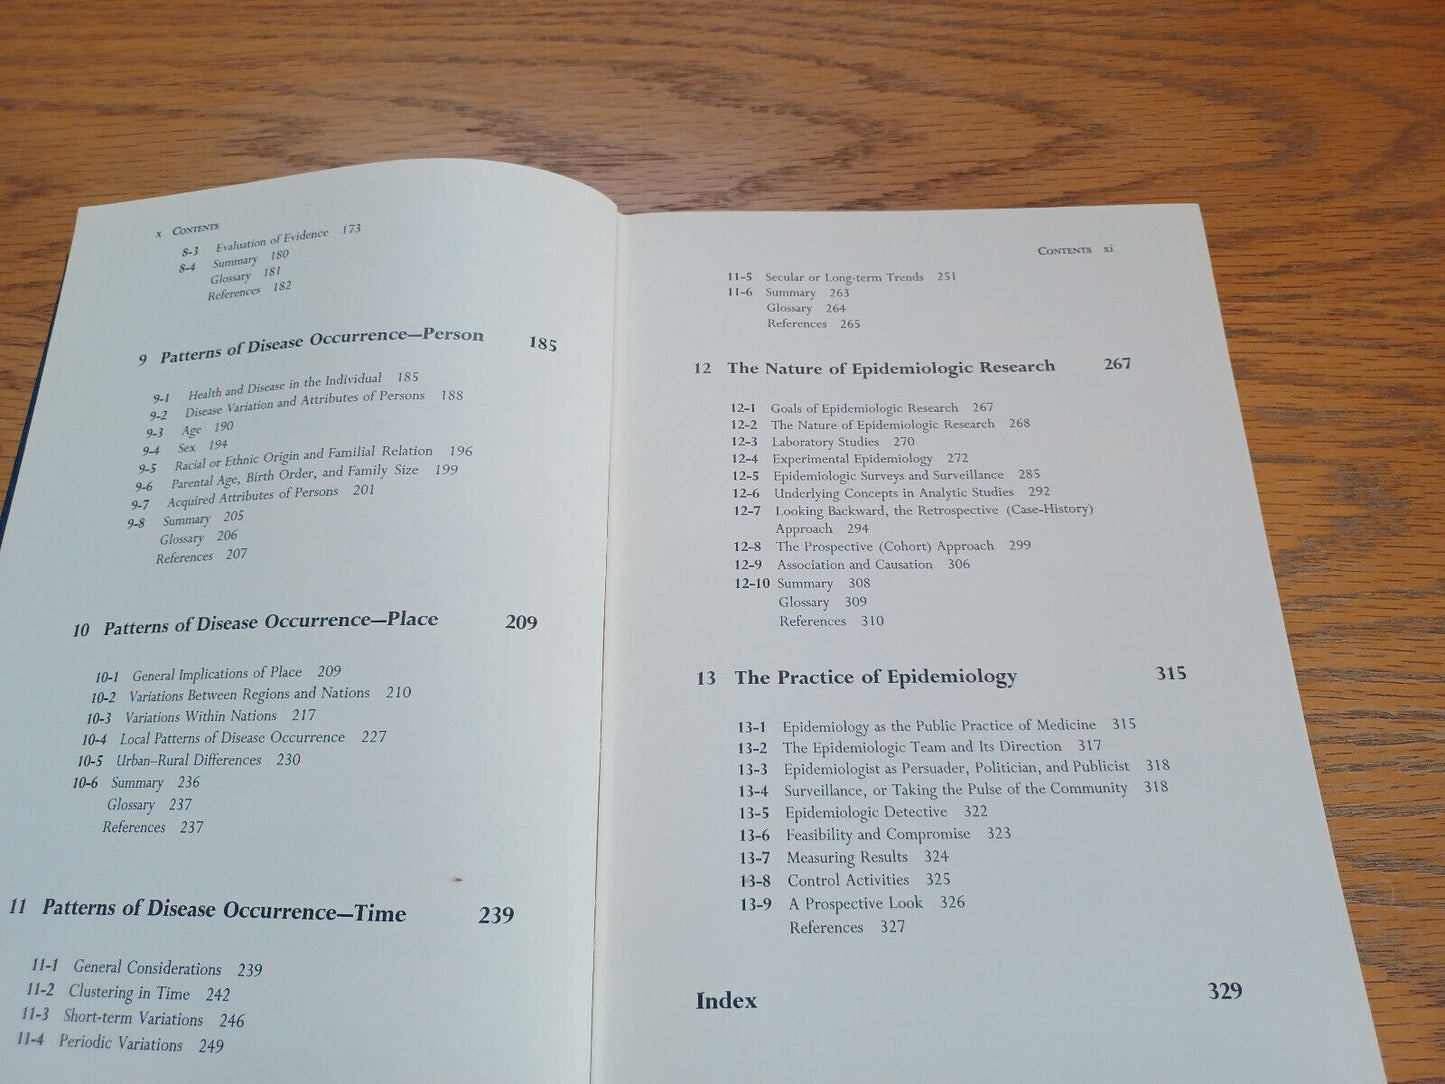 x CONTENTS
8-3 Evaluation of Evidence 173
8-4 Summary 180
Glossary 181
References 182
9 Patterns of Disease Occurrence—Person 185
9-1 Health and Disease in the Individual 185
9-2 Disease Variation and Attributes of Persons 188
9-3 Age 190
9-4 Sex 194
9-5 Racial or Ethnic Origin and Familial Relation 196
9-6 Parental Age, Birth Order, and Family Size 199
9-7 Acquired Attributes of Persons 201
9-8 Summary 205
Glossary 206
References 207
10 Patterns of Disease Occurrence—Place 209
10-1 General Implications of Place 209
10-2 Variations Between Regions and Nations 210
10-3 Variations Within Nations 217
10-4 Local Patterns of Disease Occurrence 227
10-5 Urban–Rural Differences 230
10-6 Summary 236
Glossary 237
References 237
11 Patterns of Disease Occurrence—Time 239
11-1 General Considerations 239
11-2 Clustering in Time 242
11-3 Short-term Variations 246
11-4 Periodic Variations 249
CONTENTS xi
11-5 Secular or Long-term Trends 251
11-6 Summary 263
Glossary 264
References 265
12 The Nature of Epidemiologic Research 267
12-1 Goals of Epidemiologic Research 267
12-2 The Nature of Epidemiologic Research 268
12-3 Laboratory Studies 270
12-4 Experimental Epidemiology 272
12-5 Epidemiologic Surveys and Surveillance 285
12-6 Underlying Concepts in Analytic Studies 292
12-7 Looking Backward, the Retrospective (Case-History)
Approach 294
12-8 The Prospective (Cohort) Approach 299
12-9 Association and Causation 306
12-10 Summary 308
Glossary 309
References 310
13 The Practice of Epidemiology 315
13-1 Epidemiology as the Public Practice of Medicine 315
13-2 The Epidemiologic Team and Its Direction 317
13-3 Epidemiologist as Persuader, Politician, and Publicist 318
13-4 Surveillance, or Taking the Pulse of the Community 318
13-5 Epidemiologic Detective 322
13-6 Feasibility and Compromise 323
13-7 Measuring Results 324
13-8 Control Activities 325
13-9 A Prospective Look 326
References 327
Index 329